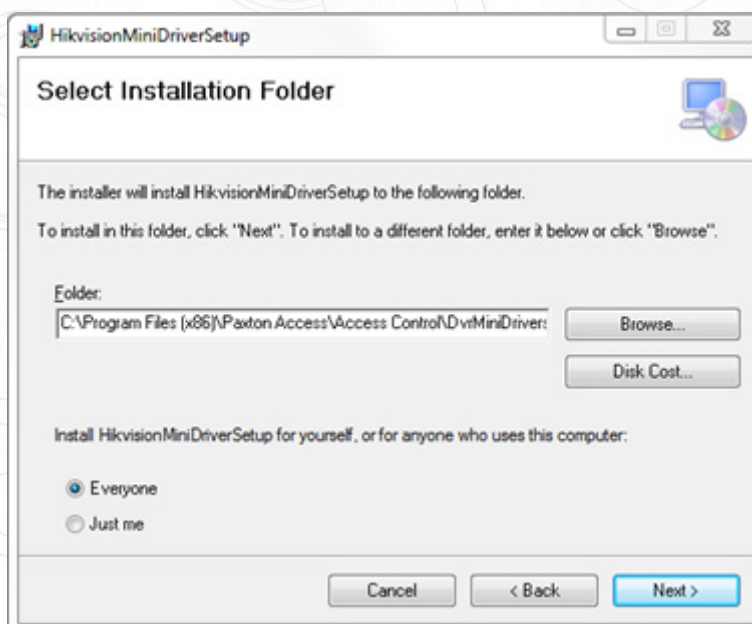 HikvisionMiniDriverSetup
Select Installation Folder
The installer will install HikvisionMiniDriverSetup to the following folder.
To install in this folder, click "Next". To install to a different folder, enter it below or click "Browse".
Folder:
C:\Program Files (x86)\Paxton Access\Access Control\DvrMiniDrivers
Browse...
Disk Cost...
Install HikvisionMiniDriverSetup for yourself, or for anyone who uses this computer:
Everyone
Just me
Cancel
< Back
Next >